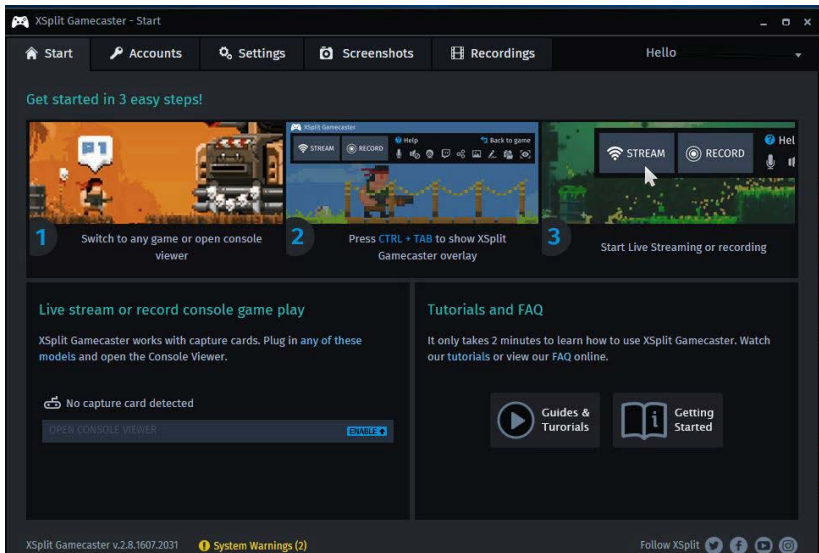 XSplit Gamecaster - Start
Start
Accounts
Settings
Screenshots
Recordings
Hello
Get started in 3 easy steps!
P1
XSplit Gamecaster
STREAM
RECORD
Help
Back to game
STREAM
RECORD
Hel
1
Switch to any game or open console
viewer
2
Press CTRL + TAB to show XSplit
Gamecaster overlay
3
Start Live Streaming or recording
Live stream or record console game play
XSplit Gamecaster works with capture cards. Plug in any of these
models and open the Console Viewer.
No capture card detected
OPEN CONSOLE VIEWER
ENABLE
Tutorials and FAQ
It only takes 2 minutes to learn how to use XSplit Gamecaster. Watch
our tutorials or view our FAQ online.
Guides &
Turorials
Getting
Started
XSplit Gamecaster v.2.8.1607.2031
System Warnings (2)
Follow XSplit